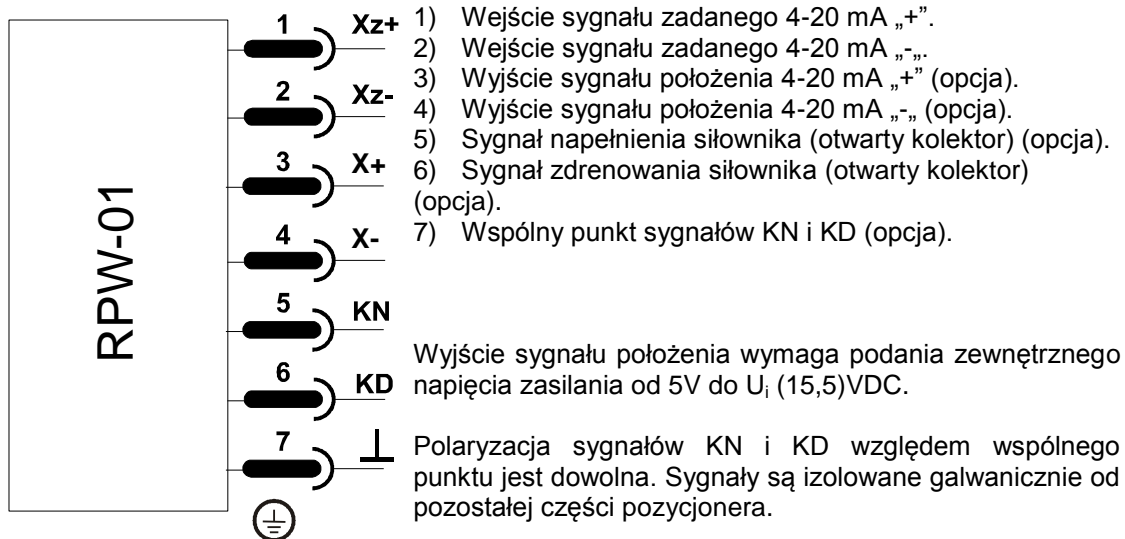 RPW-01
1 Xz+
2 Xz-
3 X+
4 X-
5 KN
6 KD
7
1) Wejście sygnału zadanego 4-20 mA „+”.
2) Wejście sygnału zadanego 4-20 mA „-„.
3) Wyjście sygnału położenia 4-20 mA „+” (opcja).
4) Wyjście sygnału położenia 4-20 mA „-„ (opcja).
5) Sygnał napełnienia siłownika (otwarty kolektor) (opcja).
6) Sygnał zdrenowania siłownika (otwarty kolektor)
(opcja).
7) Wspólny punkt sygnałów KN i KD (opcja).
Wyjście sygnału położenia wymaga podania zewnętrznego
napięcia zasilania od 5V do Ui (15,5)VDC.
Polaryzacja sygnałów KN i KD względem wspólnego
punktu jest dowolna. Sygnały są izolowane galwanicznie od
pozostałej części pozycjonera.